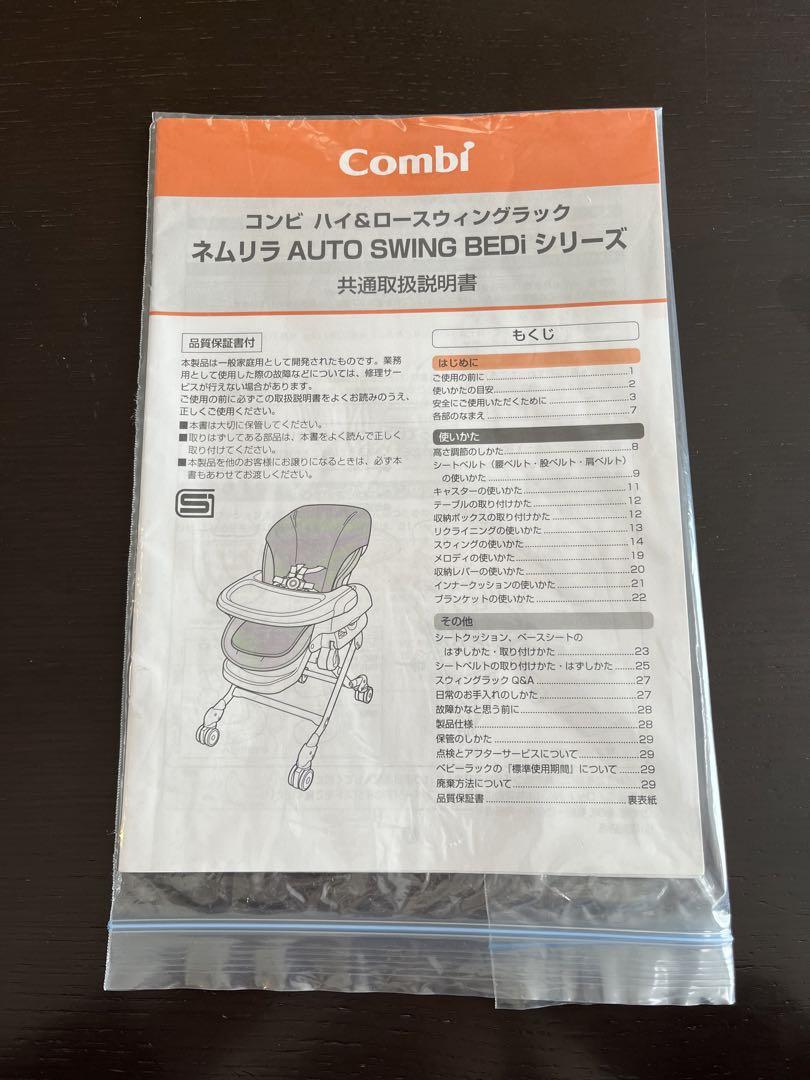 Combi
コンビ ハイ&ロースウィングラック
ネムリラ AUTO SWING BEDi シリーズ
共通取扱説明書
品質保証書付
本製品は一般家庭用として開発されたものです。業務
用として使用した際の故障などについては、修理サー
ビスが行えない場合があります。
ご使用の前に必ずこの取扱説明書をよくお読みのうえ、
正しくご使用ください。
■本書は大切に保管してください。
■取りはずしてある部品は、本書をよく読んで正しく
取り付けてください。
■本製品を他のお客様にお譲りになるときは、必ず本
書もあわせてお渡しください。
もくじ
はじめに
ご使用の前に.....1
使いかたの目安.....2
安全にご使用いただくために.....3
各部のなまえ.....7
使いかた
高さ調節のしかた.....8
シートベルト(腰ベルト・股ベルト・肩ベルト)
の使いかた.....9
キャスターの使いかた.....11
テーブルの取り付けかた.....12
収納ボックスの取り付けかた.....12
リクライニングの使いかた.....13
スウィングの使いかた.....14
メロディの使いかた.....19
収納レバーの使いかた.....20
インナークッションの使いかた.....21
ブランケットの使いかた.....22
その他
シートクッション、ベースシートの
はずしかた・取り付けかた.....23
シートベルトの取り付けかた・はずしかた.....25
スウィングラック Q&A.....27
日常のお手入れのしかた.....27
故障かなと思う前に.....28
製品仕様.....28
保管のしかた.....29
点検とアフターサービスについて.....29
ベビーラックの「標準使用期間」について.....29
廃棄方法について.....29
品質保証書.....裏表紙